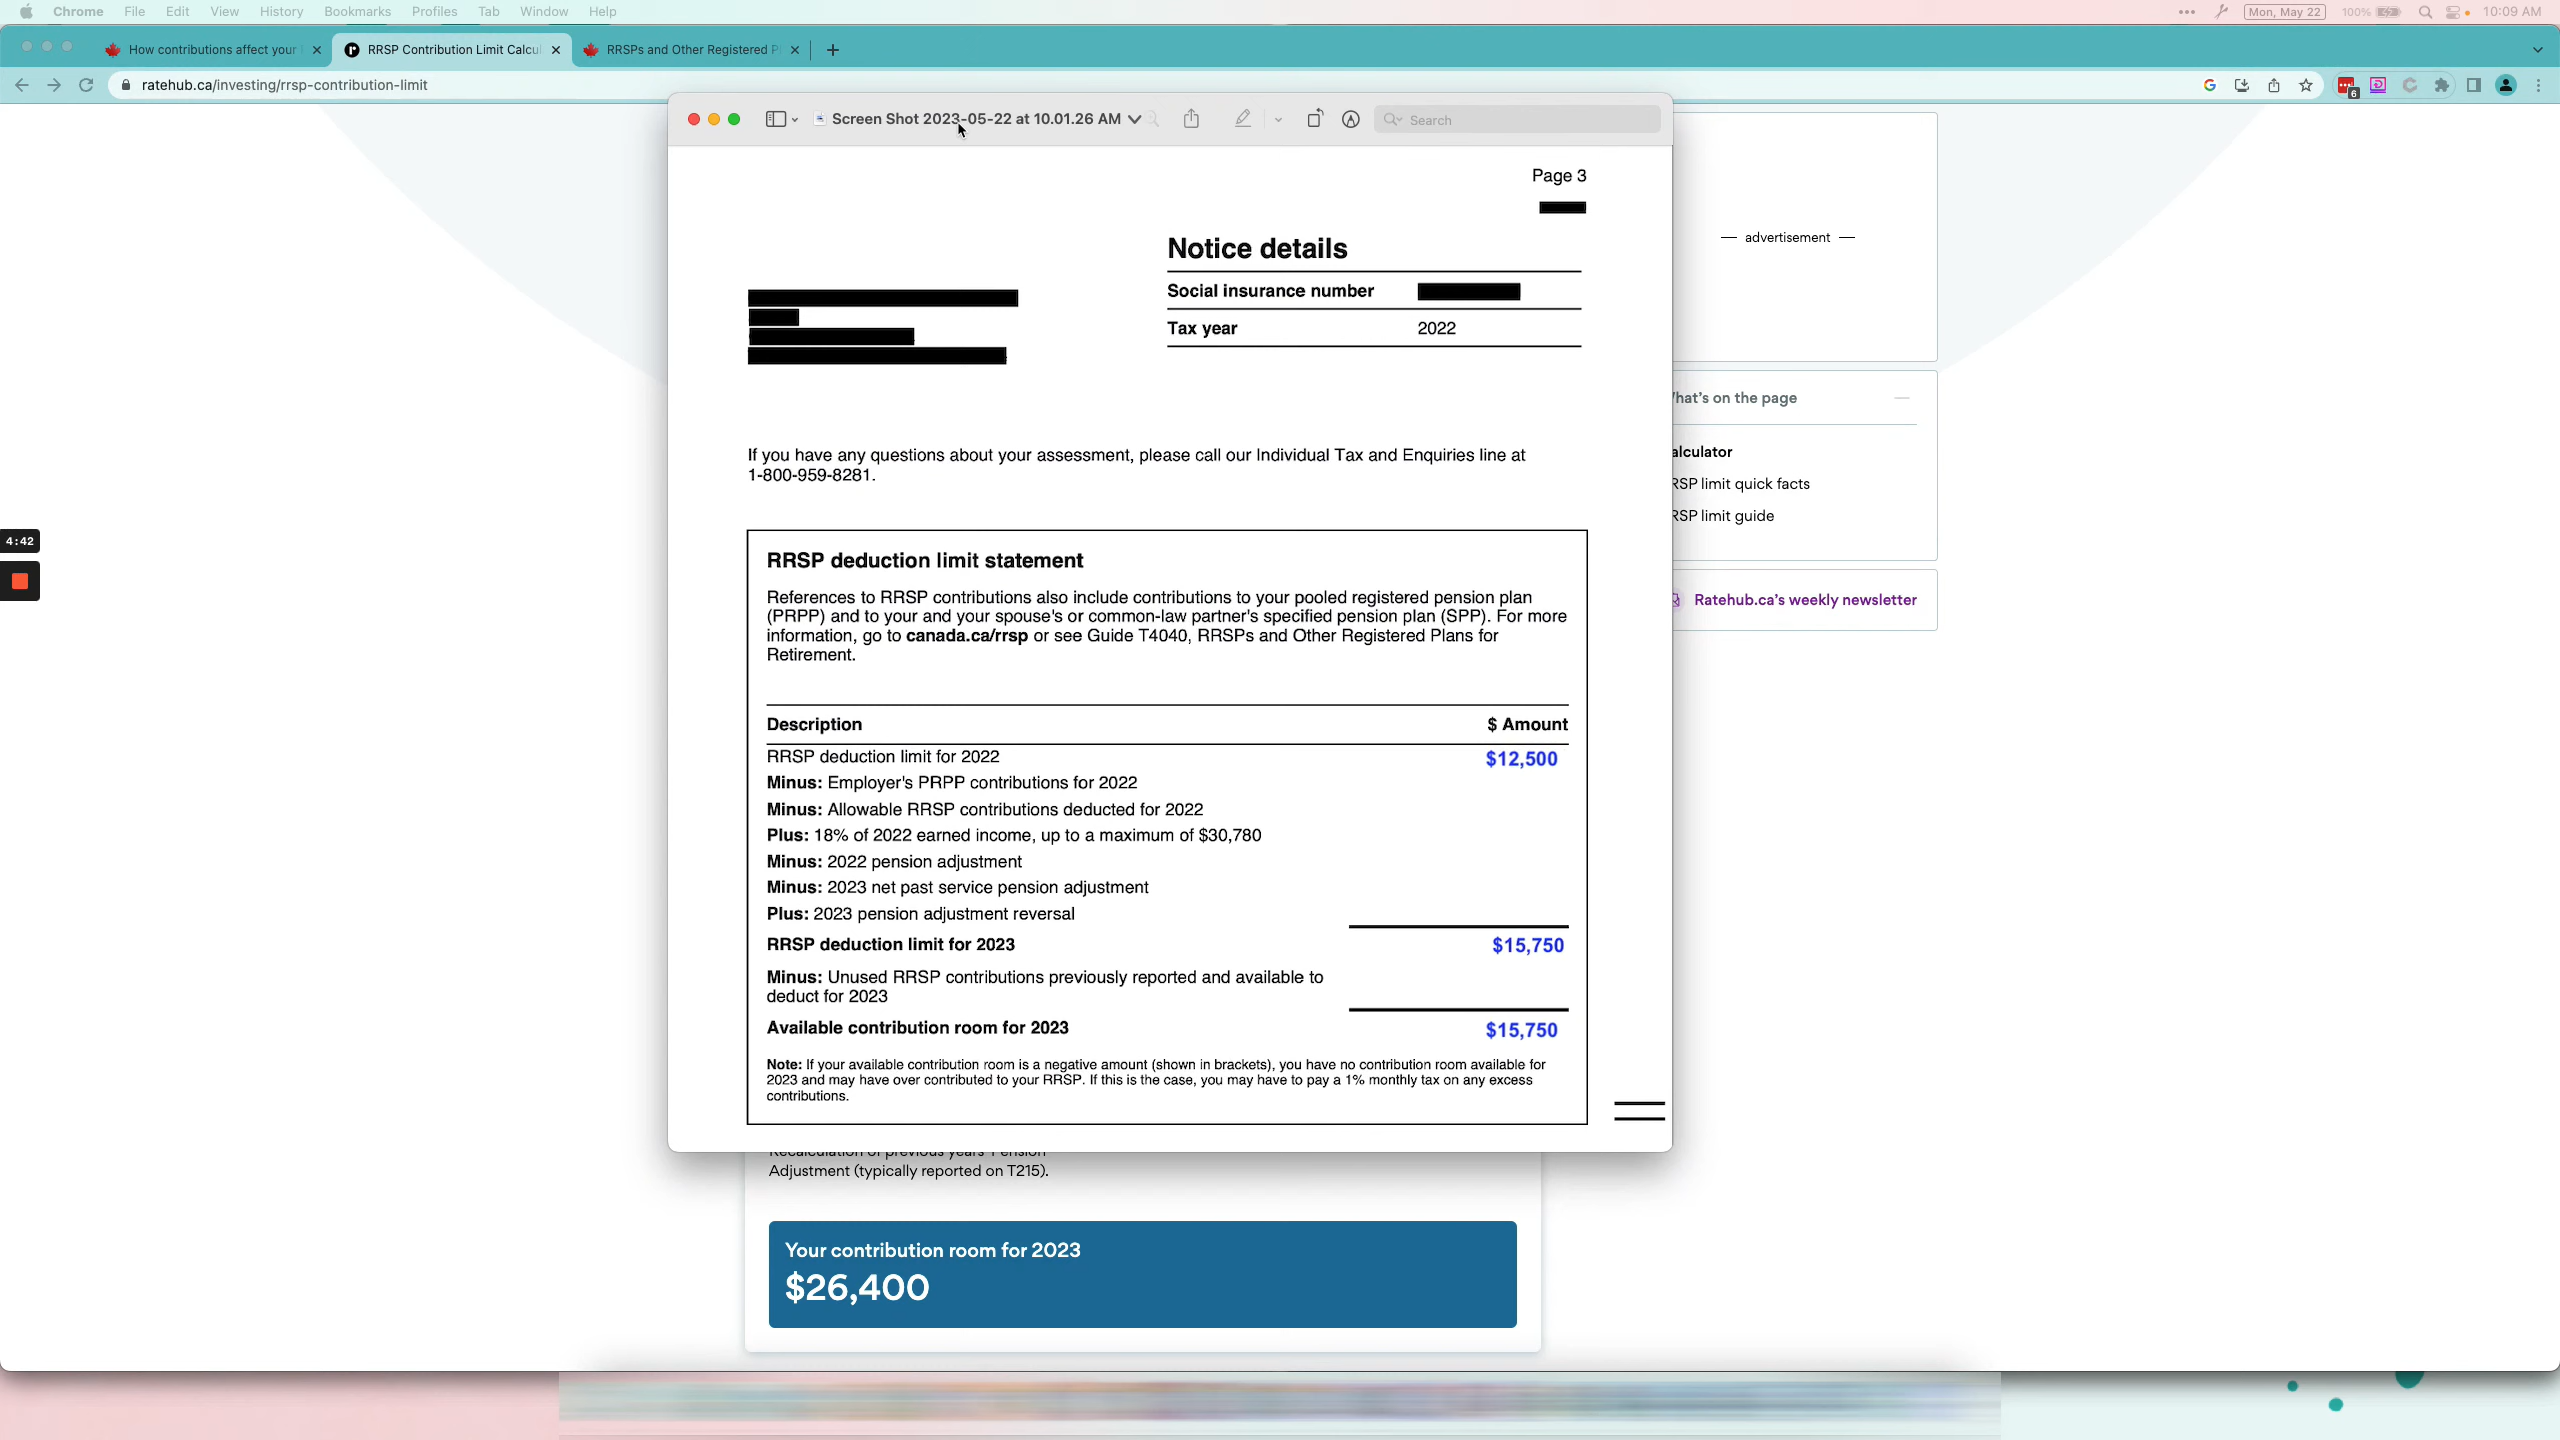 Chrome File Edit View History Bookmarks Profiles Tab Window Help
••• Mon, May 22 100% 10:09 AM
How contributions affect your
RRSP Contribution Limit Calcu
RRSPs and Other Registered P
ratehub.ca/investing/rrsp-contribution-limit
6
Screen Shot 2023-05-22 at 10.01.26 AM
Search
Page 3
Notice details
Social insurance number
Tax year 2022
If you have any questions about your assessment, please call our Individual Tax and Enquiries line at
1-800-959-8281.
RRSP deduction limit statement
References to RRSP contributions also include contributions to your pooled registered pension plan
(PRPP) and to your and your spouse's or common-law partner's specified pension plan (SPP). For more
information, go to canada.ca/rrsp or see Guide T4040, RRSPs and Other Registered Plans for
Retirement.
Description $ Amount
RRSP deduction limit for 2022 $12,500
Minus: Employer's PRPP contributions for 2022
Minus: Allowable RRSP contributions deducted for 2022
Plus: 18% of 2022 earned income, up to a maximum of $30,780
Minus: 2022 pension adjustment
Minus: 2023 net past service pension adjustment
Plus: 2023 pension adjustment reversal
RRSP deduction limit for 2023 $15,750
Minus: Unused RRSP contributions previously reported and available to
deduct for 2023
Available contribution room for 2023 $15,750
Note: If your available contribution room is a negative amount (shown in brackets), you have no contribution room available for
2023 and may have over contributed to your RRSP. If this is the case, you may have to pay a 1% monthly tax on any excess
contributions.
— advertisement —
hat's on the page
alculator
RSP limit quick facts
RSP limit guide
Ratehub.ca's weekly newsletter
4:42
Adjustment (typically reported on T215).
Your contribution room for 2023
$26,400